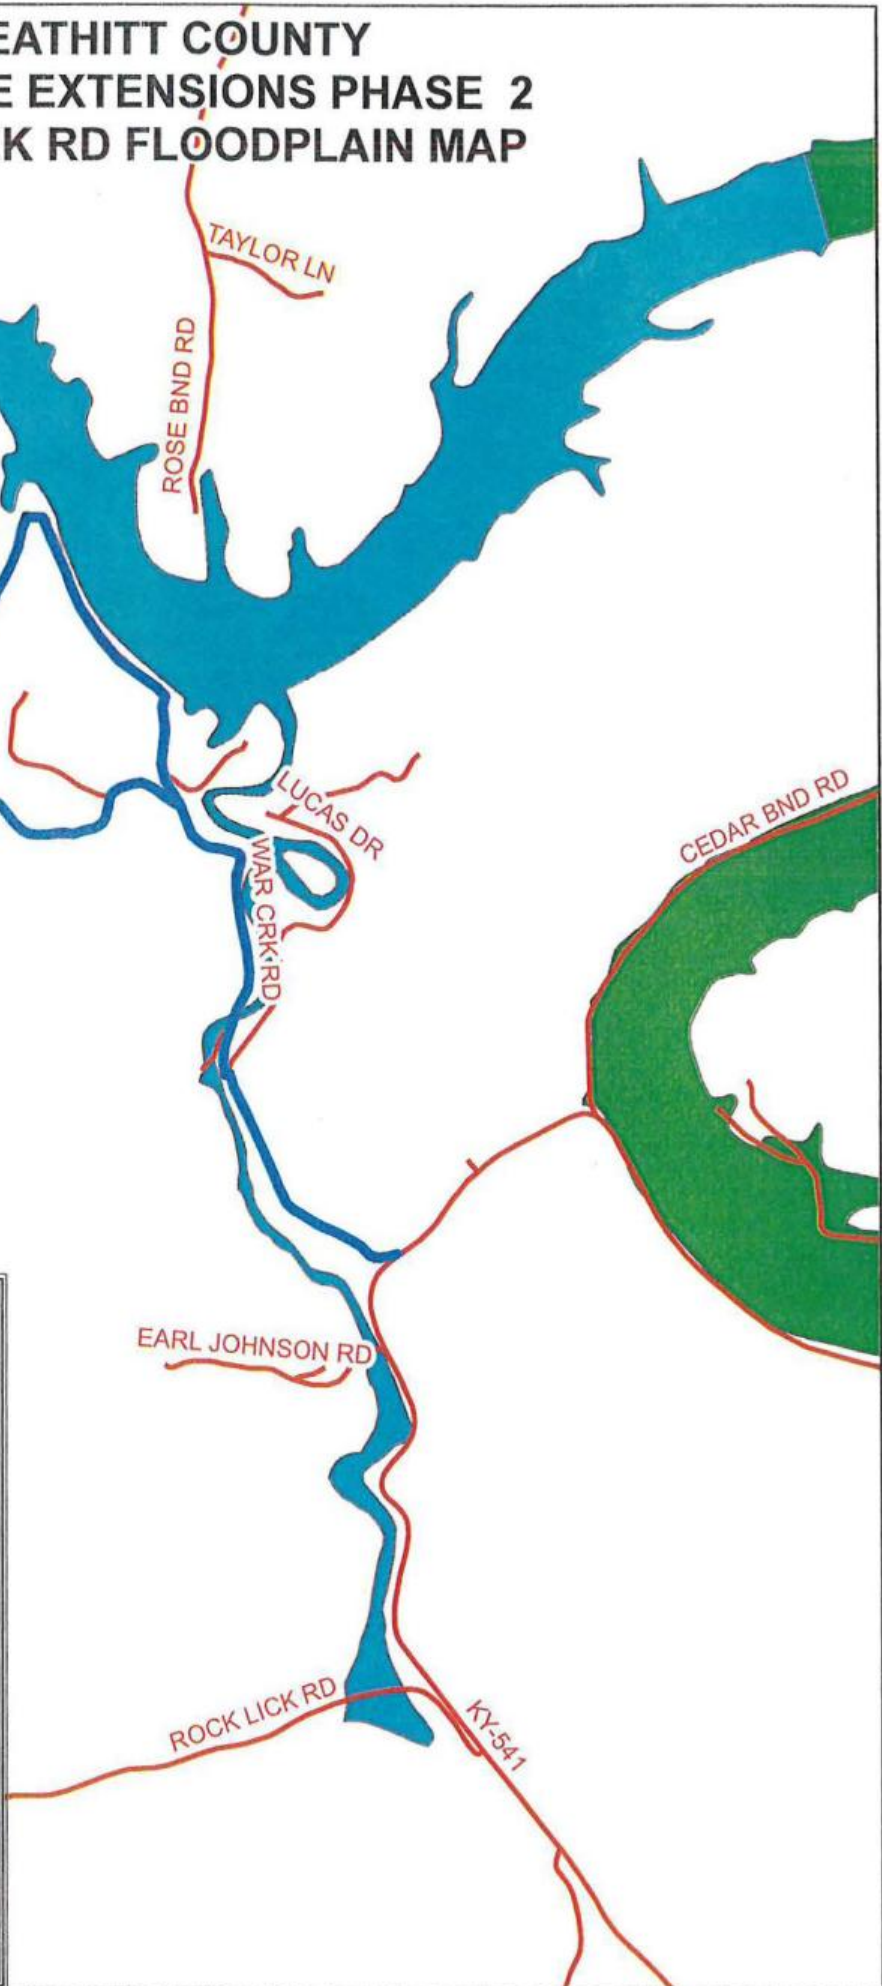 EATHITT COUNTY
E EXTENSIONS PHASE 2
K RD FLOODPLAIN MAP
TAYLOR LN
ROSE BND RD
LUCAS DR
CEDAR BND RD
WAR CRK RD
EARL JOHNSON RD
ROCK LICK RD
KY-541